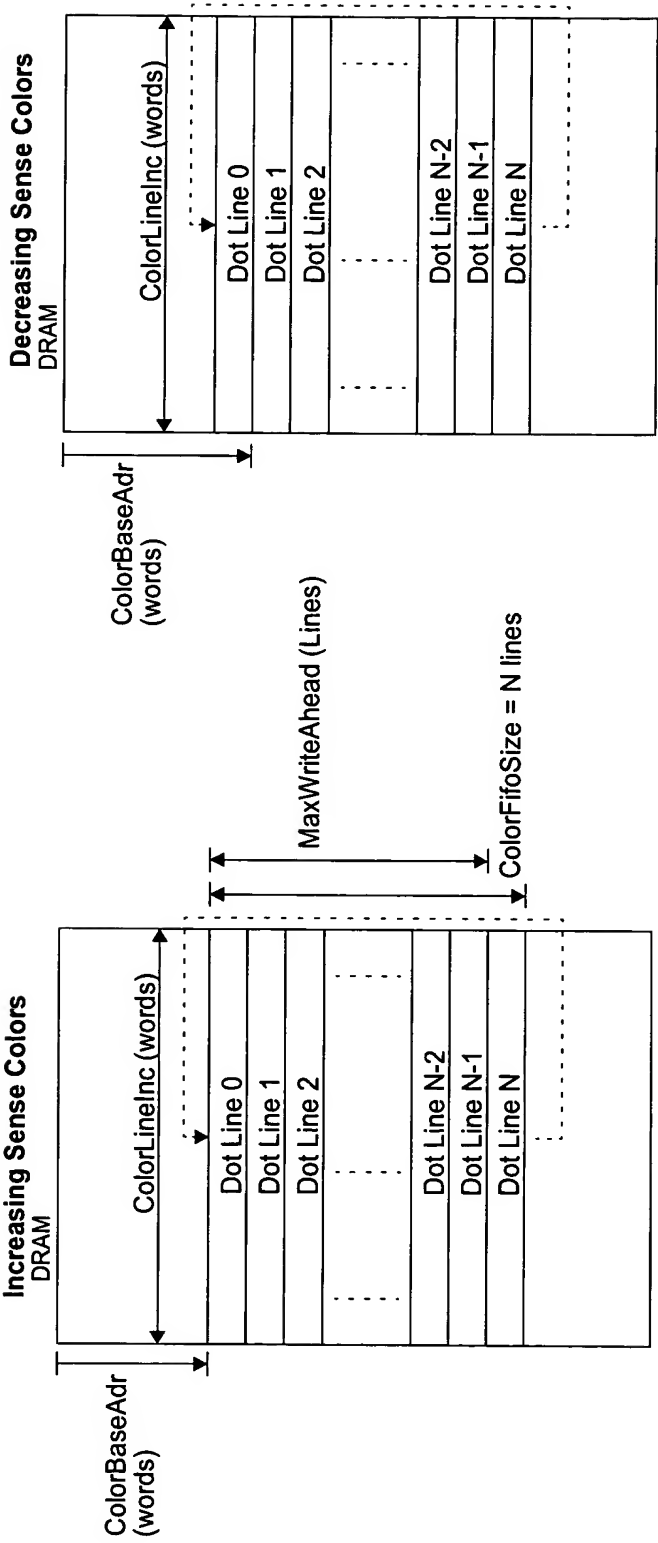 Increasing Sense Colors
DRAM
ColorBaseAdr
(words)
ColorLineInc (words)
Dot Line 0
Dot Line 1
Dot Line 2
Dot Line N-2
Dot Line N-1
Dot Line N
MaxWriteAhead (Lines)
ColorFifoSize = N lines
Decreasing Sense Colors
DRAM
ColorBaseAdr
(words)
ColorLineInc (words)
Dot Line 0
Dot Line 1
Dot Line 2
Dot Line N-2
Dot Line N-1
Dot Line N